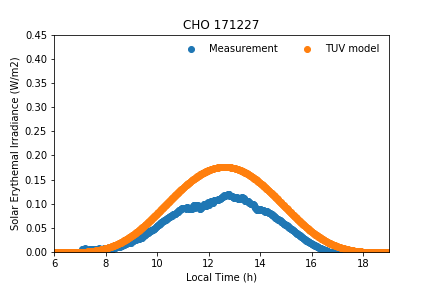 CHO 171227
Measurement
TUV model
0.45
0.40
0.35
0.30
0.25
0.20
0.15
0.10
0.05
0.00
Solar Erythemal Irradiance (W/m2)
6 8 10 12 14 16 18
Local Time (h)